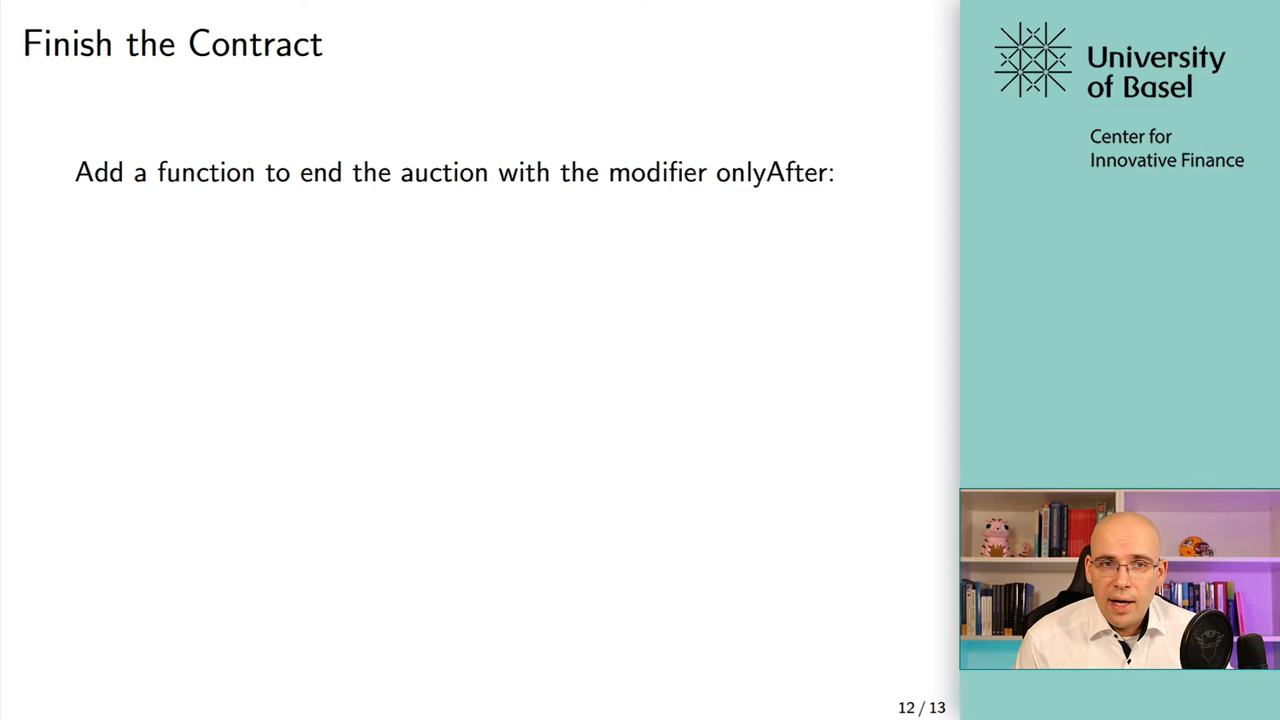 Finish the Contract
Add a function to end the auction with the modifier onlyAfter:
12 / 13
University
of Basel
Center for
Innovative Finance